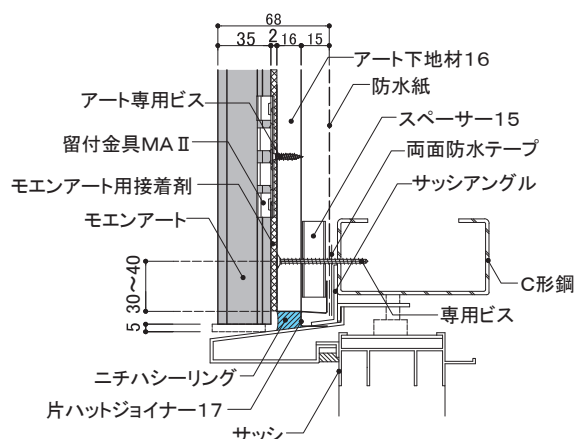 68
35 2 16 15
アート下地材16
防水紙
アート専用ビス
スペーサー15
留付金具MAⅡ
両面防水テープ
モエンアート用接着剤
サッシアングル
モエンアート
30〜40
5
C形鋼
専用ビス
ニチハシーリング
片ハットジョイナー17
サッシ